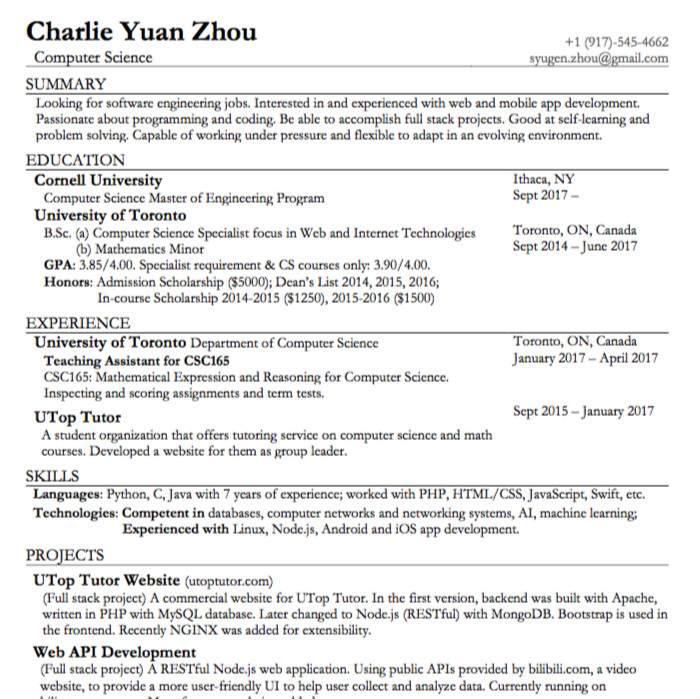 Charlie Yuan Zhou
Computer Science
+1 (917)-545-4662
syugen.zhou@gmail.com
SUMMARY
Looking for software engineering jobs. Interested in and experienced with web and mobile app development.
Passionate about programming and coding. Be able to accomplish full stack projects. Good at self-learning and
problem solving. Capable of working under pressure and flexible to adapt in an evolving environment.
EDUCATION
Cornell University Ithaca, NY
Computer Science Master of Engineering Program Sept 2017 –
University of Toronto
B.Sc. (a) Computer Science Specialist focus in Web and Internet Technologies Toronto, ON, Canada
(b) Mathematics Minor Sept 2014 – June 2017
GPA: 3.85/4.00. Specialist requirement & CS courses only: 3.90/4.00.
Honors: Admission Scholarship ($5000); Dean's List 2014, 2015, 2016;
In-course Scholarship 2014-2015 ($1250), 2015-2016 ($1500)
EXPERIENCE
University of Toronto Department of Computer Science Toronto, ON, Canada
Teaching Assistant for CSC165 January 2017 – April 2017
CSC165: Mathematical Expression and Reasoning for Computer Science.
Inspecting and scoring assignments and term tests.
UTop Tutor Sept 2015 – January 2017
A student organization that offers tutoring service on computer science and math
courses. Developed a website for them as group leader.
SKILLS
Languages: Python, C, Java with 7 years of experience; worked with PHP, HTML/CSS, JavaScript, Swift, etc.
Technologies: Competent in databases, computer networks and networking systems, AI, machine learning;
Experienced with Linux, Node.js, Android and iOS app development.
PROJECTS
UTop Tutor Website (utoptutor.com)
(Full stack project) A commercial website for UTop Tutor. In the first version, backend was built with Apache,
written in PHP with MySQL database. Later changed to Node.js (RESTful) with MongoDB. Bootstrap is used in
the frontend. Recently NGINX was added for extensibility.
Web API Development
(Full stack project) A RESTful Node.js web application. Using public APIs provided by bilibili.com, a video
website, to provide a more user-friendly UI to help user collect and analyze data. Currently running on